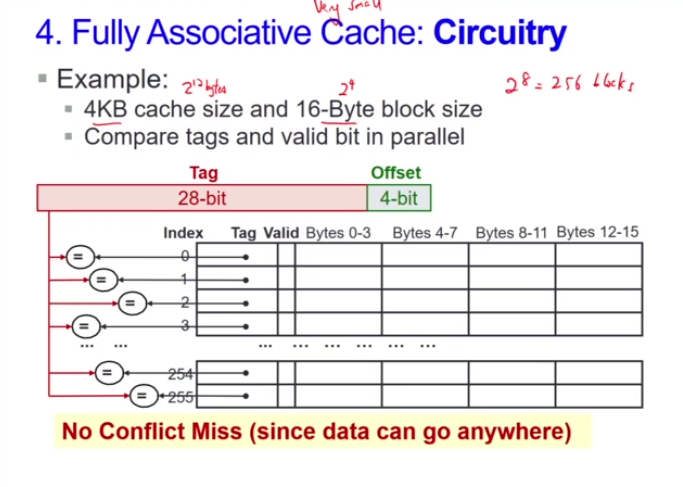 Very small
4. Fully Associative Cache: Circuitry
Example:
2^12 bytes
2^4
2^8 = 256 blocks
4KB cache size and 16-Byte block size
Compare tags and valid bit in parallel
Tag Offset
28-bit 4-bit
Index Tag Valid Bytes 0-3 Bytes 4-7 Bytes 8-11 Bytes 12-15
= 0
= 1
= 2
= 3
... ... ... ... ... ... ... ...
= 254
= 255
No Conflict Miss (since data can go anywhere)